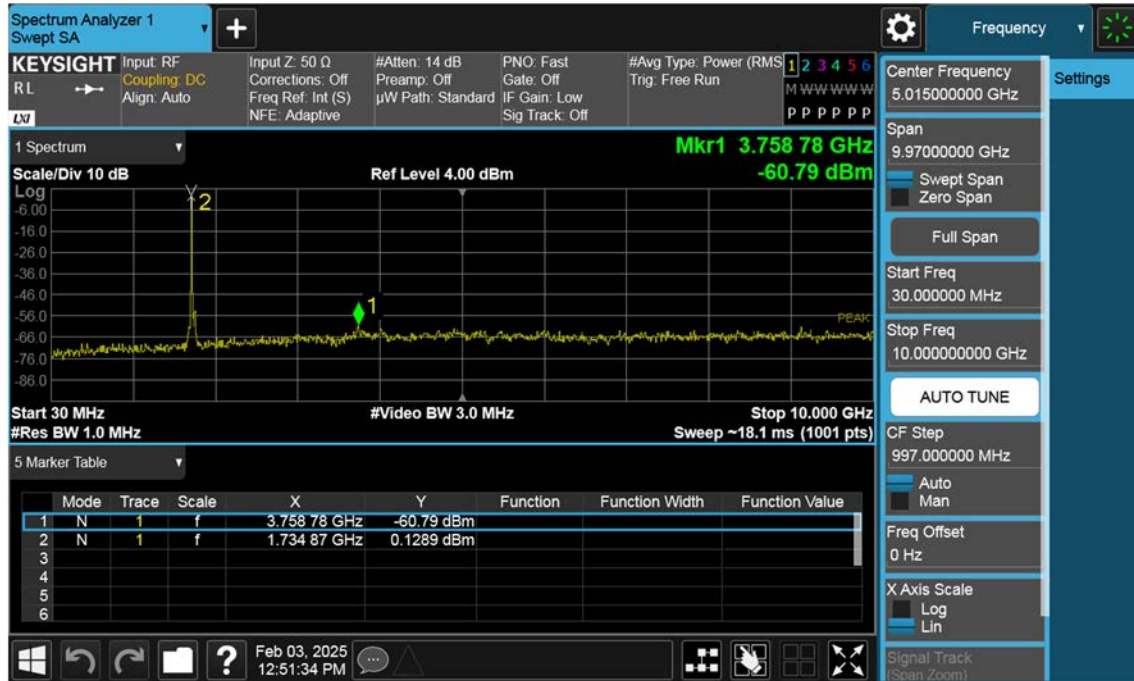 Spectrum Analyzer 1
Swept SA
Frequency
KEYSIGHT
R L
LXI
Input: RF
Coupling: DC
Align: Auto
Input Z: 50 Ω
Corrections: Off
Freq Ref: Int (S)
NFE: Adaptive
#Atten: 14 dB
Preamp: Off
µW Path: Standard
PNO: Fast
Gate: Off
IF Gain: Low
Sig Track: Off
#Avg Type: Power (RMS
Trig: Free Run
1 2 3 4 5 6
M W W W W W
P P P P P P
1 Spectrum
Mkr1 3.758 78 GHz
Scale/Div 10 dB
Ref Level 4.00 dBm
-60.79 dBm
Log
-6.00
-16.0
-26.0
-36.0
-46.0
-56.0
-66.0
-76.0
-86.0
2
1
PEAK
Start 30 MHz
#Video BW 3.0 MHz
Stop 10.000 GHz
#Res BW 1.0 MHz
Sweep ~18.1 ms (1001 pts)
5 Marker Table
Mode Trace Scale X Y Function Function Width Function Value
1 N 1 f 3.758 78 GHz -60.79 dBm
2 N 1 f 1.734 87 GHz 0.1289 dBm
3
4
5
6
Feb 03, 2025
12:51:34 PM
Center Frequency
5.015000000 GHz
Settings
Span
9.97000000 GHz
Swept Span
Zero Span
Full Span
Start Freq
30.000000 MHz
Stop Freq
10.000000000 GHz
AUTO TUNE
CF Step
997.000000 MHz
Auto
Man
Freq Offset
0 Hz
X Axis Scale
Log
Lin
Signal Track
(Span Zoom)